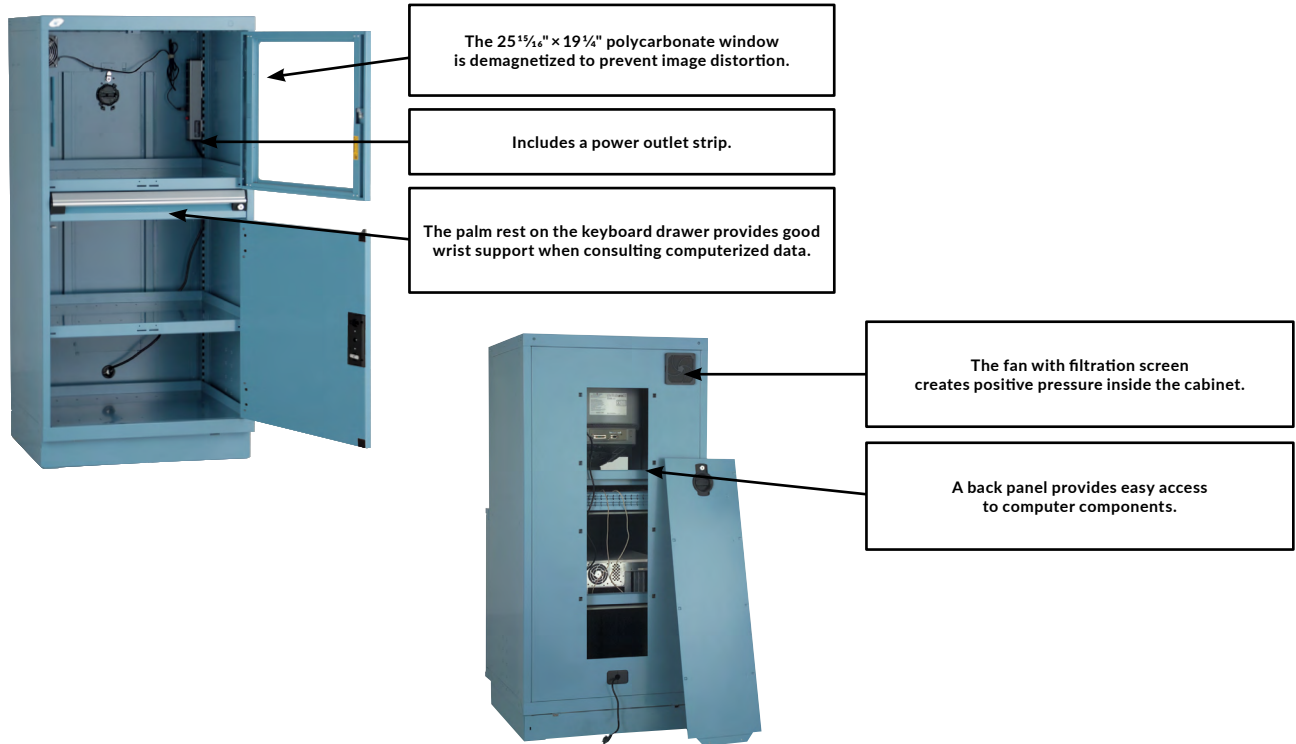 The 25¹⁵⁄₁₆" × 19 ¼" polycarbonate window
is demagnetized to prevent image distortion.
Includes a power outlet strip.
The palm rest on the keyboard drawer provides good
wrist support when consulting computerized data.
The fan with filtration screen
creates positive pressure inside the cabinet.
A back panel provides easy access
to computer components.